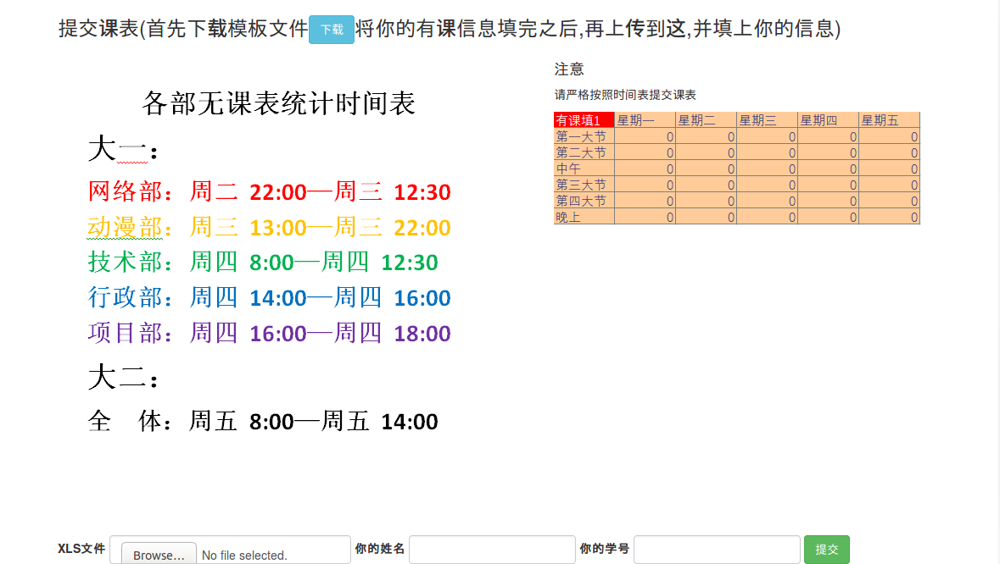 提交课表(首先下载模板文件 下载 将你的有课信息填完之后,再上传到这,并填上你的信息)
各部无课表统计时间表
大一：
网络部：周二 22:00—周三 12:30
动漫部：周三 13:00—周三 22:00
技术部：周四 8:00—周四 12:30
行政部：周四 14:00—周四 16:00
项目部：周四 16:00—周四 18:00
大二：
全 体：周五 8:00—周五 14:00
注意
请严格按照时间表提交课表
有课填1 星期一 星期二 星期三 星期四 星期五
第一大节 0 0 0 0 0
第二大节 0 0 0 0 0
中午 0 0 0 0 0
第三大节 0 0 0 0 0
第四大节 0 0 0 0 0
晚上 0 0 0 0 0
XLS文件 Browse... No file selected. 你的姓名 你的学号 提交